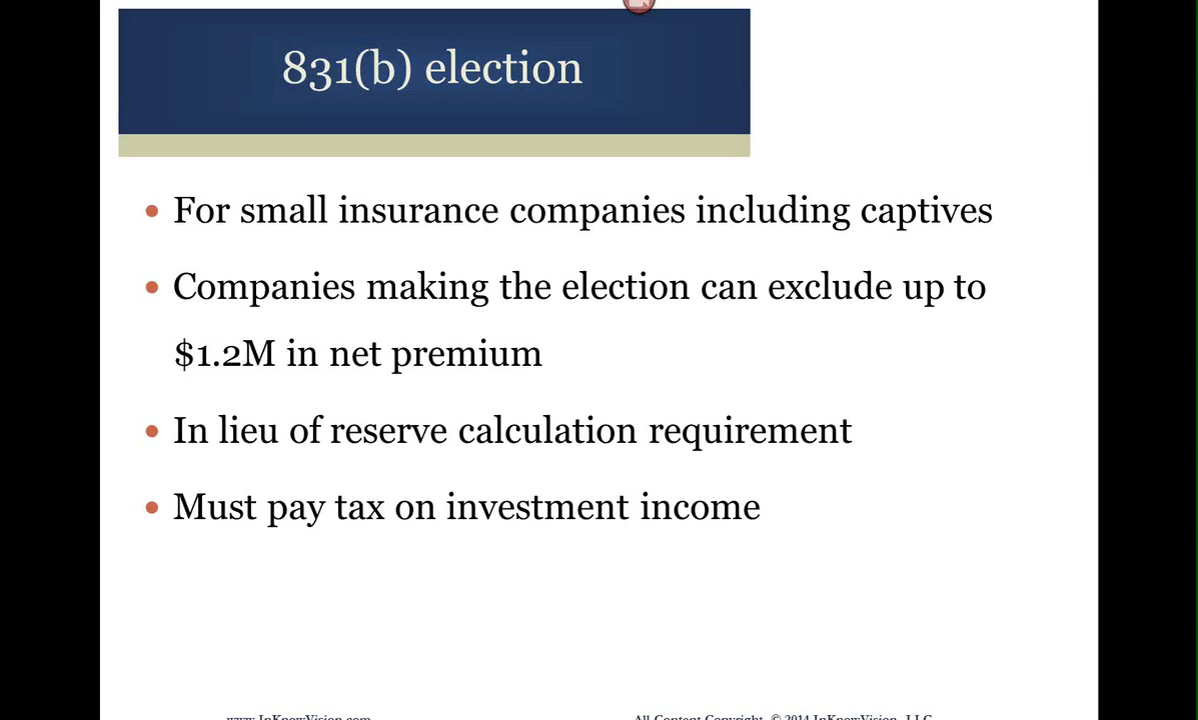 831(b) election
• For small insurance companies including captives
• Companies making the election can exclude up to
$1.2M in net premium
• In lieu of reserve calculation requirement
• Must pay tax on investment income
www.InKnowVision.com All Content Copyright © 2014 InKnowVision, LLC